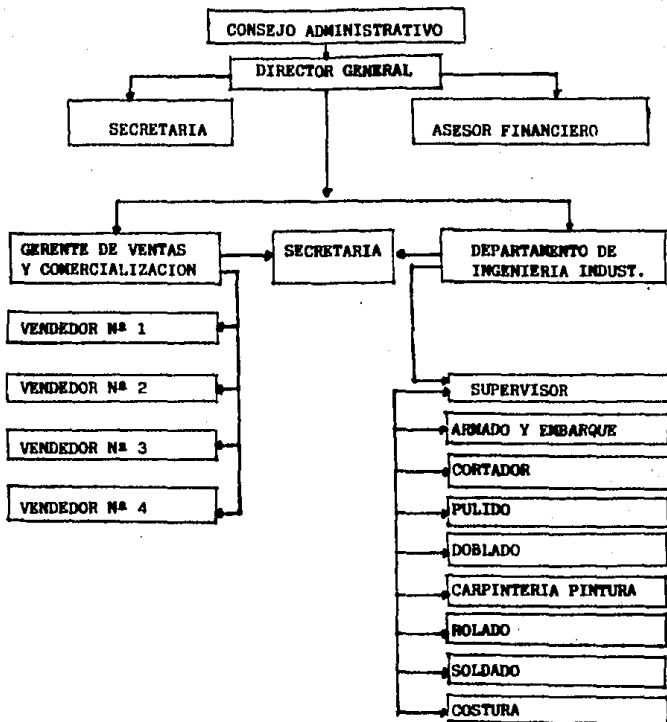 CONSEJO ADMINISTRATIVO
DIRECTOR GENERAL
SECRETARIA
ASESOR FINANCIERO
GERENTE DE VENTAS
Y COMERCIALIZACION
SECRETARIA
DEPARTAMENTO DE
INGENIERIA INDUST.
VENDEDOR Nª 1
VENDEDOR Nª 2
VENDEDOR Nª 3
VENDEDOR Nª 4
SUPERVISOR
ARMADO Y EMBARQUE
CORTADOR
PULIDO
DOBLADO
CARPINTERIA PINTURA
ROLADO
SOLDADO
COSTURA